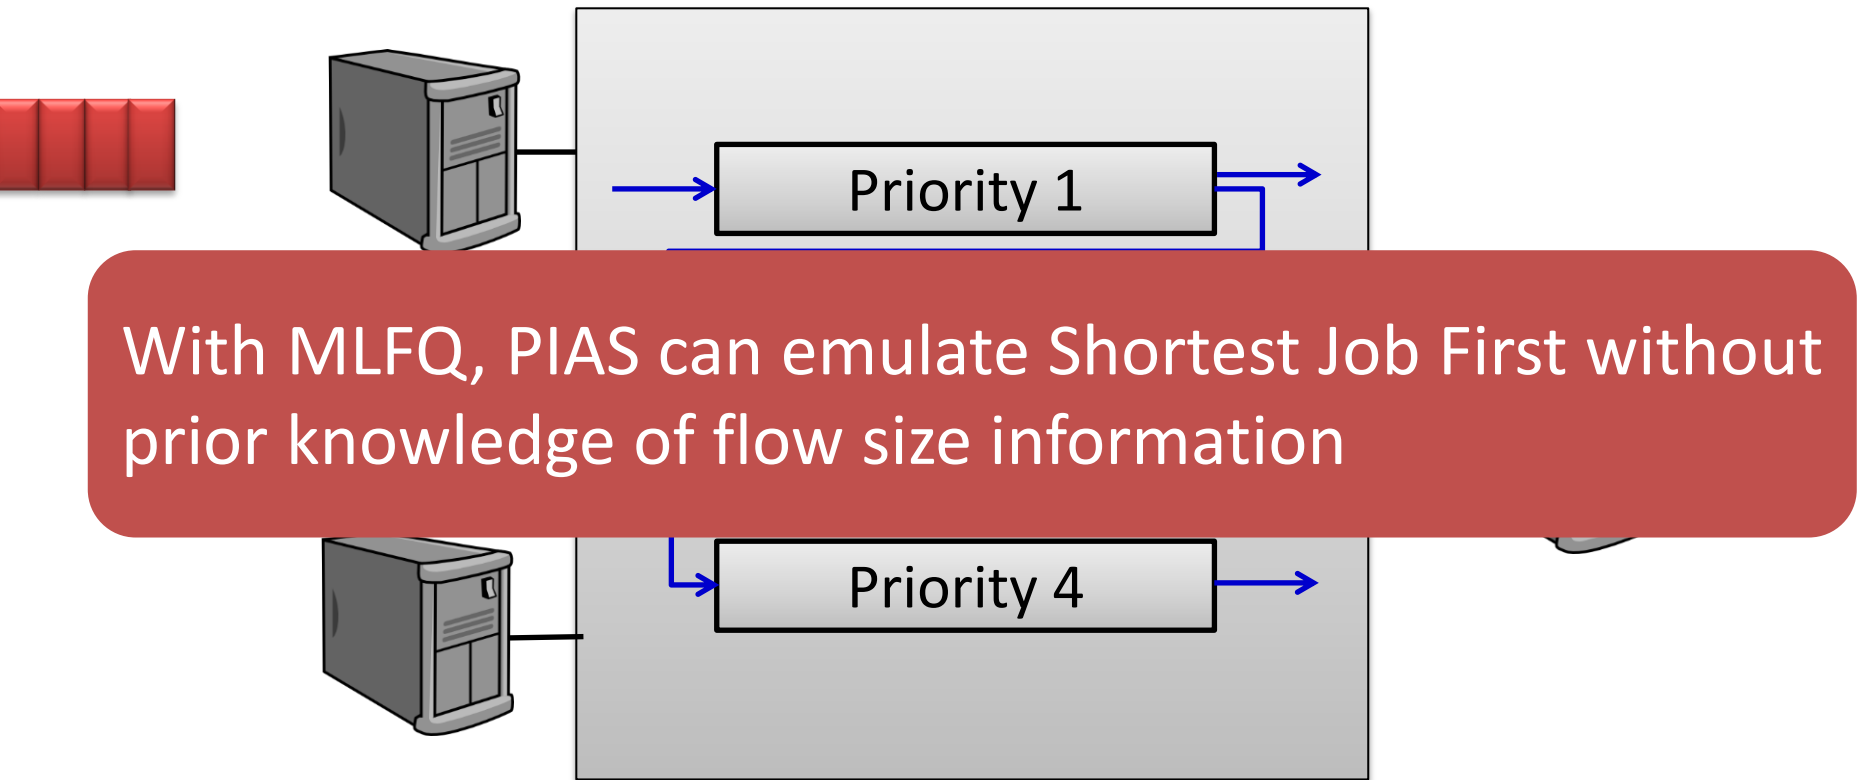 Priority 1
With MLFQ, PIAS can emulate Shortest Job First without
prior knowledge of flow size information
Priority 4